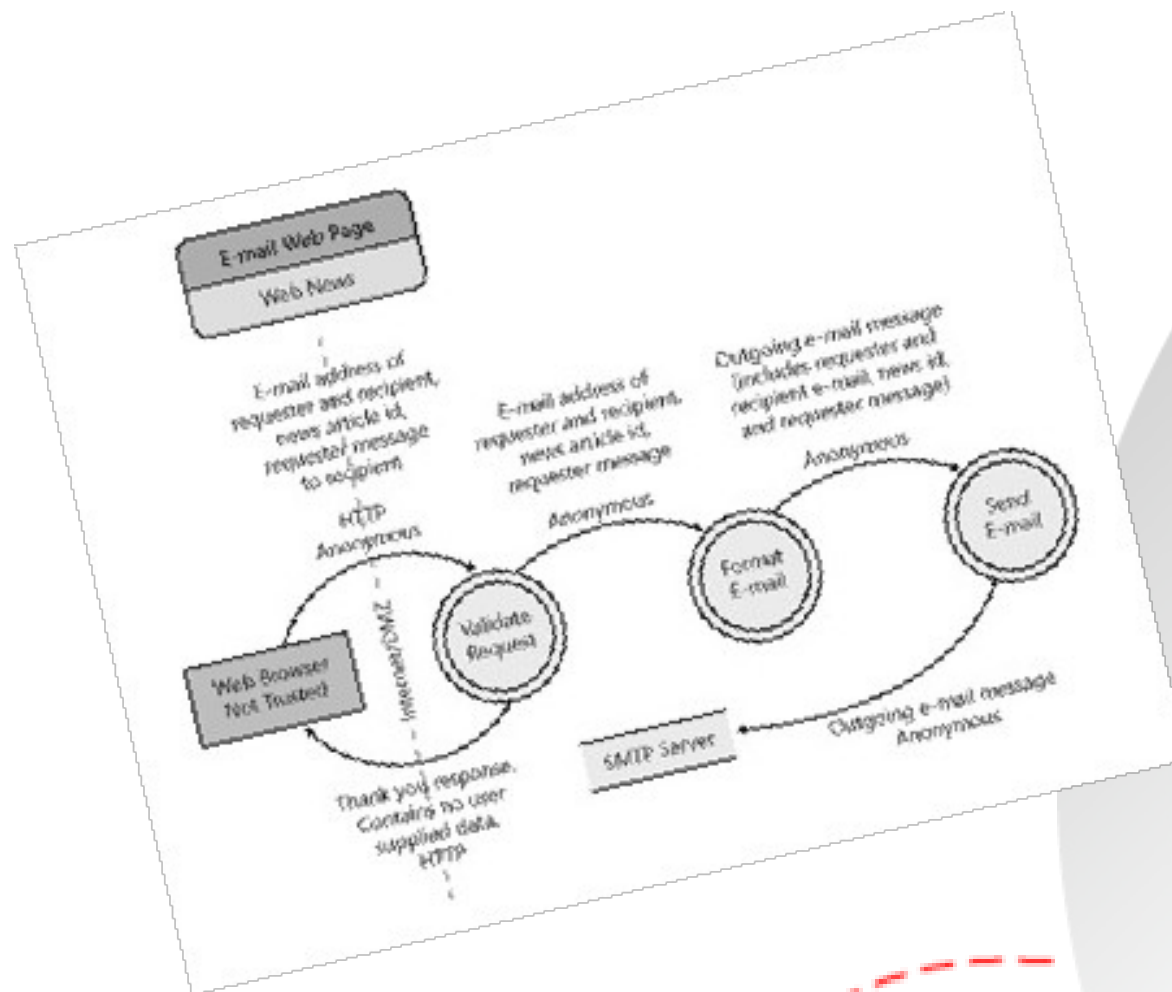 E-mail Web Page
Web News
E-mail address of
requester and recipient,
news article id,
requester message
to recipient
HTTP
Anonymous
E-mail address of
requester and recipient,
news article id,
requester message
Anonymous
Outgoing e-mail message
(includes requester and
recipient e-mail, news id,
and requester message)
Anonymous
Send
E-mail
Format
E-mail
Validate
Request
Internet/DMZ
Web Browser
Not Trusted
SMTP Server
Outgoing e-mail message
Anonymous
Thank you response.
Contains no user
supplied data.
HTTP